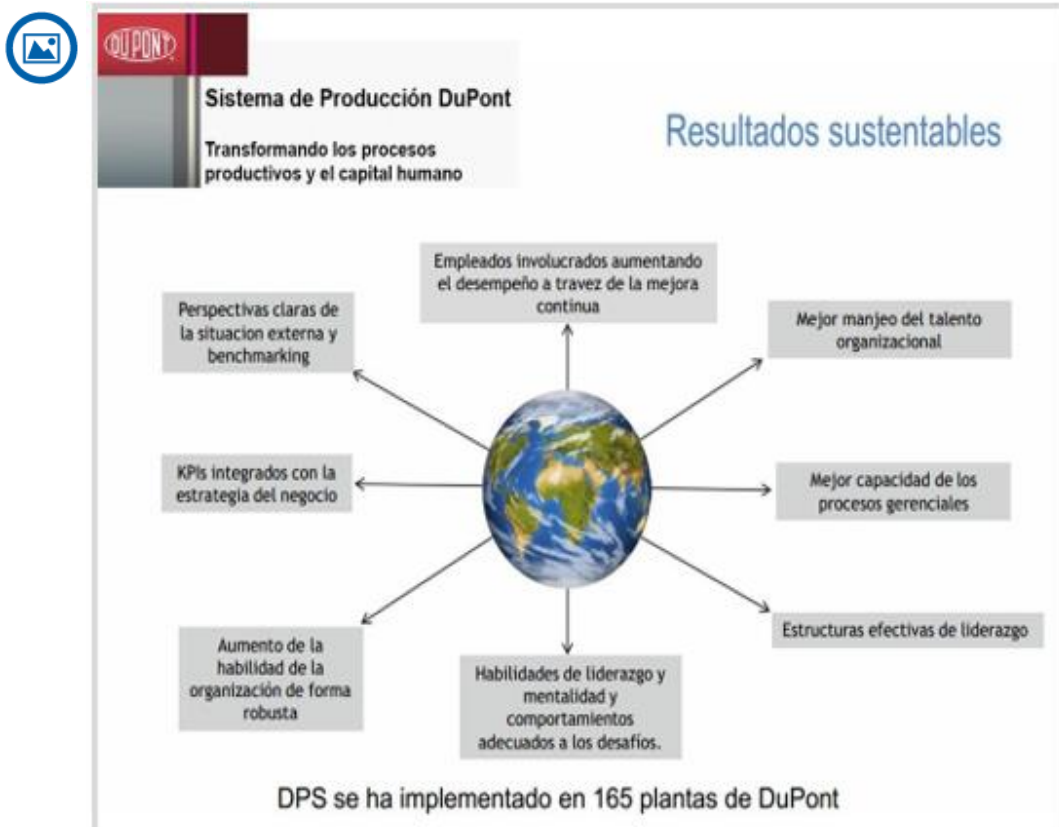 DU PONT
Sistema de Producción DuPont
Transformando los procesos
productivos y el capital humano
Resultados sustentables
Empleados involucrados aumentando
el desempeño a travez de la mejora
continua
Perspectivas claras de
la situacion externa y
benchmarking
Mejor manjeo del talento
organizacional
KPIs integrados con la
estrategia del negocio
Mejor capacidad de los
procesos gerenciales
Aumento de la
habilidad de la
organización de forma
robusta
Habilidades de liderazgo y
mentalidad y
comportamientos
adecuados a los desafíos.
Estructuras efectivas de liderazgo
DPS se ha implementado en 165 plantas de DuPont